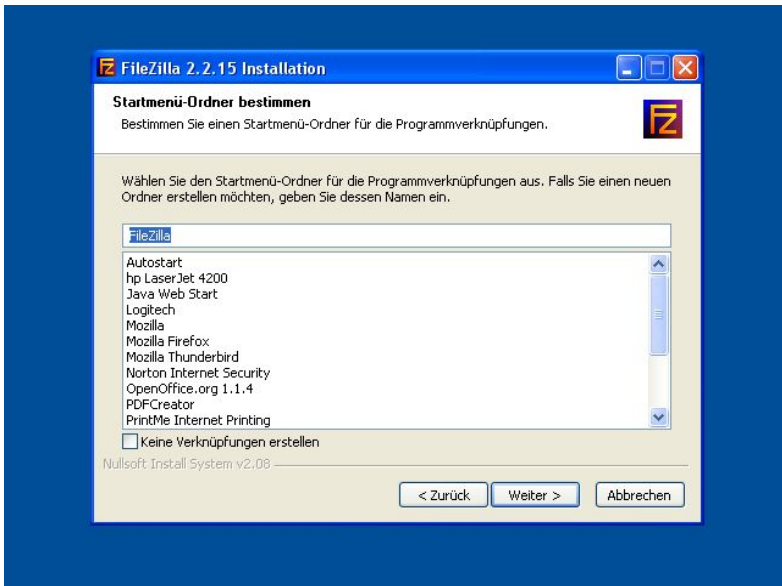 FileZilla 2.2.15 Installation
Startmenü-Ordner bestimmen
Bestimmen Sie einen Startmenü-Ordner für die Programmverknüpfungen.
FZ
Wählen Sie den Startmenü-Ordner für die Programmverknüpfungen aus. Falls Sie einen neuen
Ordner erstellen möchten, geben Sie dessen Namen ein.
FileZilla
Autostart
hp LaserJet 4200
Java Web Start
Logitech
Mozilla
Mozilla Firefox
Mozilla Thunderbird
Norton Internet Security
OpenOffice.org 1.1.4
PDFCreator
PrintMe Internet Printing
Keine Verknüpfungen erstellen
Nullsoft Install System v2.08
< Zurück Weiter > Abbrechen